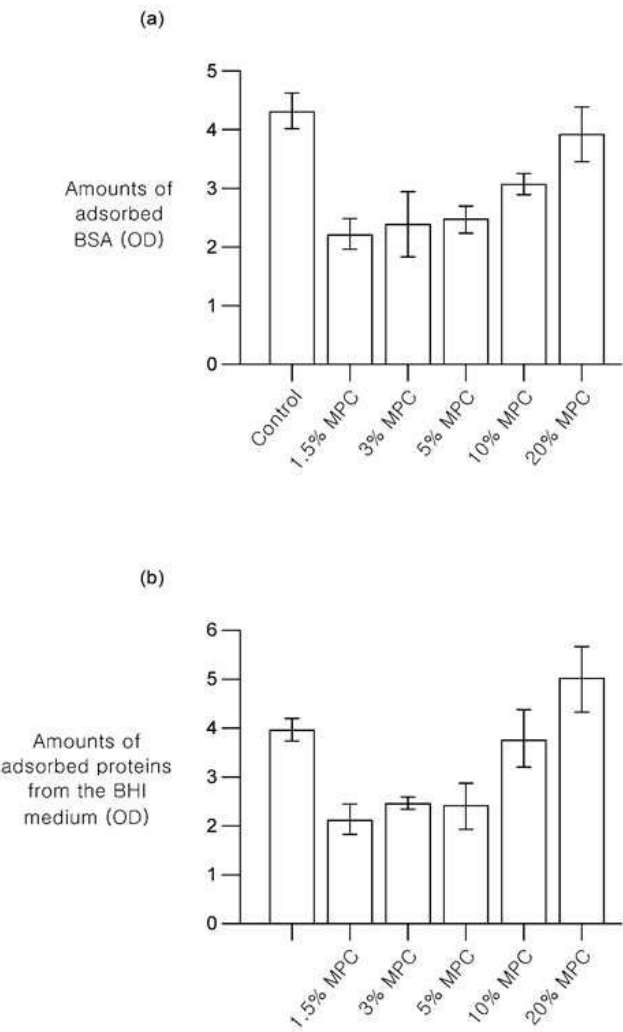 (a)
5
4
3
2
1
0
Amounts of
adsorbed
BSA (OD)
Control
1.5% MPC
3% MPC
5% MPC
10% MPC
20% MPC
(b)
6
5
4
3
2
1
0
Amounts of
adsorbed proteins
from the BHI
medium (OD)
1.5% MPC
3% MPC
5% MPC
10% MPC
20% MPC